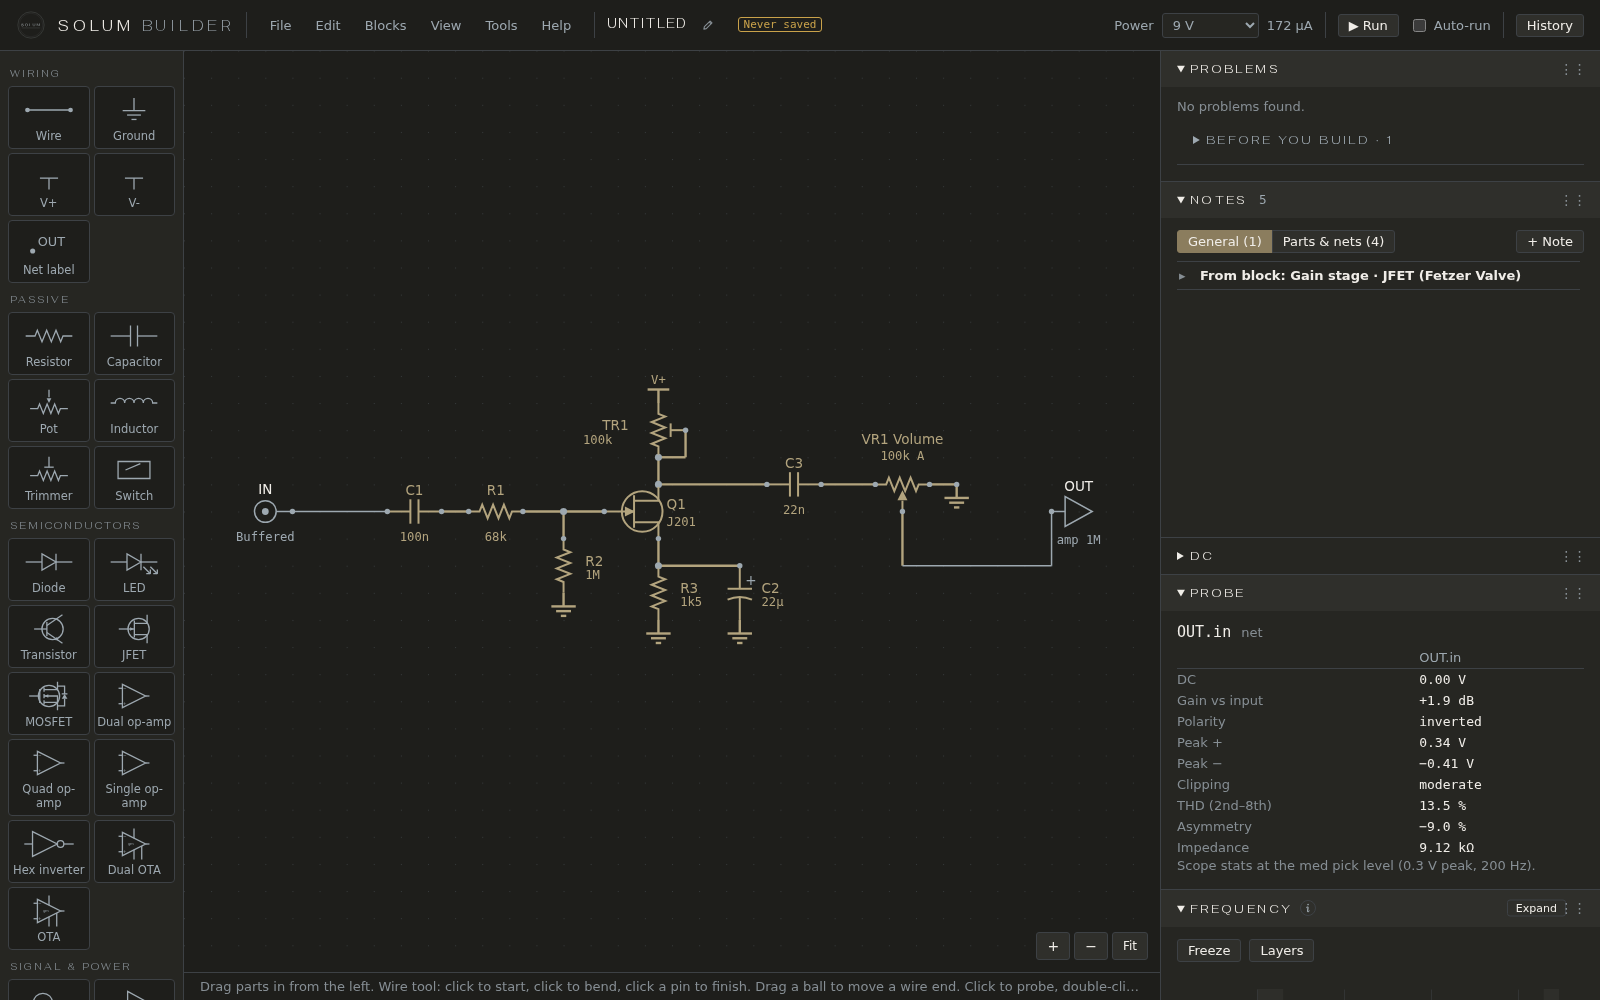 SOLUM BUILDER
File Edit Blocks View Tools Help
UNTITLED
Never saved
Power 9 V 172 µA
▶ Run
Auto-run
History
WIRING
Wire
Ground
V+
V-
OUT
Net label
PASSIVE
Resistor
Capacitor
Pot
Inductor
Trimmer
Switch
SEMICONDUCTORS
Diode
LED
Transistor
JFET
MOSFET
Dual op-amp
Quad op-
amp
Single op-
amp
Hex inverter
Dual OTA
OTA
SIGNAL & POWER
V+
TR1
100k
IN
Buffered
C1
100n
R1
68k
R2
1M
Q1
J201
R3
1k5
+
C2
22µ
C3
22n
VR1 Volume
100k A
OUT
amp 1M
+
−
Fit
Drag parts in from the left. Wire tool: click to start, click to bend, click a pin to finish. Drag a ball to move a wire end. Click to probe, double-cli…
PROBLEMS
No problems found.
BEFORE YOU BUILD · 1
NOTES 5
General (1)
Parts & nets (4)
+ Note
From block: Gain stage · JFET (Fetzer Valve)
DC
PROBE
OUT.in net
OUT.in
DC 0.00 V
Gain vs input +1.9 dB
Polarity inverted
Peak + 0.34 V
Peak − −0.41 V
Clipping moderate
THD (2nd–8th) 13.5 %
Asymmetry −9.0 %
Impedance 9.12 kΩ
Scope stats at the med pick level (0.3 V peak, 200 Hz).
FREQUENCY i
Expand
Freeze
Layers